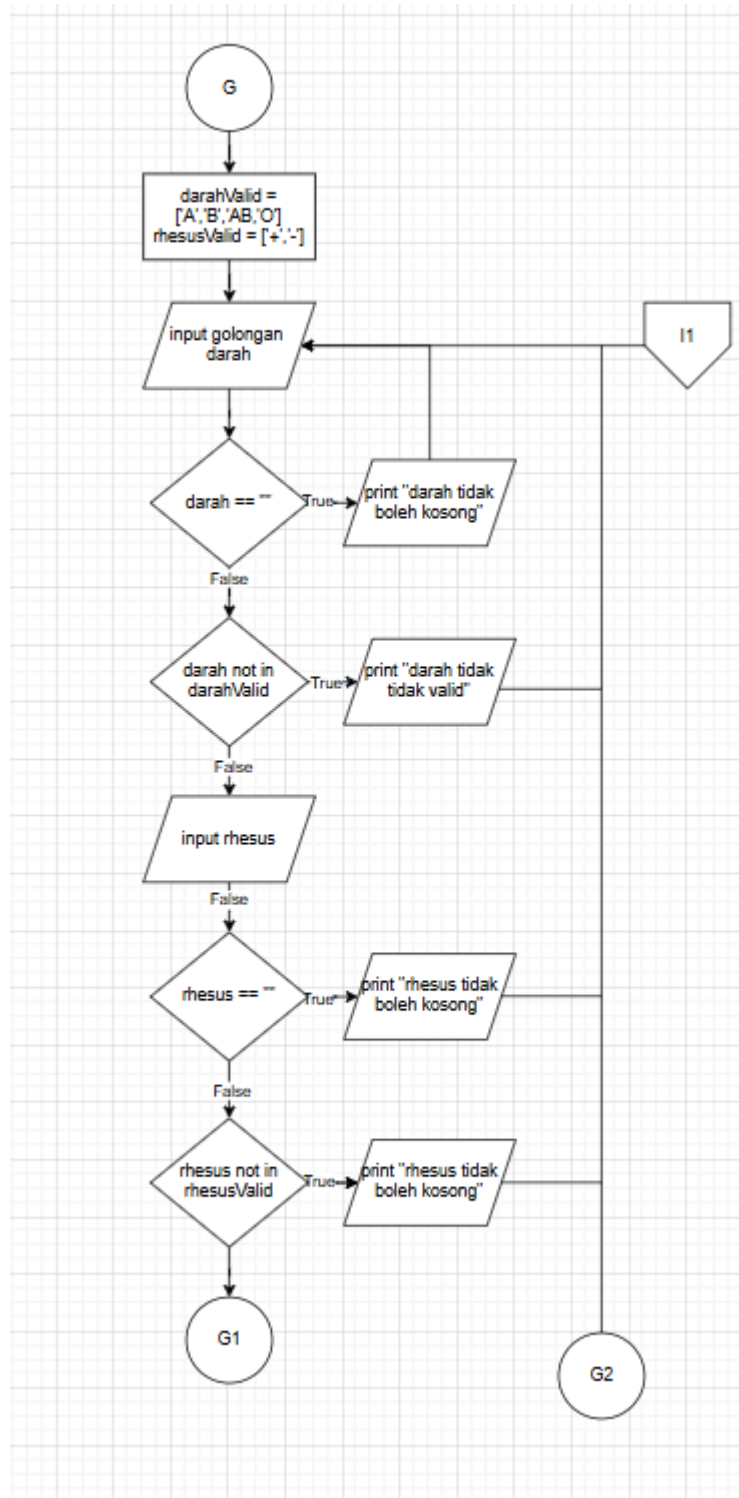 G
darahValid =
['A','B','AB,'O']
rhesusValid = ['+','-']
input golongan
darah
I1
darah == ""
True
print "darah tidak
boleh kosong"
False
darah not in
darahValid
True
print "darah tidak
tidak valid"
False
input rhesus
False
rhesus == ""
True
print "rhesus tidak
boleh kosong"
False
rhesus not in
rhesusValid
True
print "rhesus tidak
boleh kosong"
G1
G2